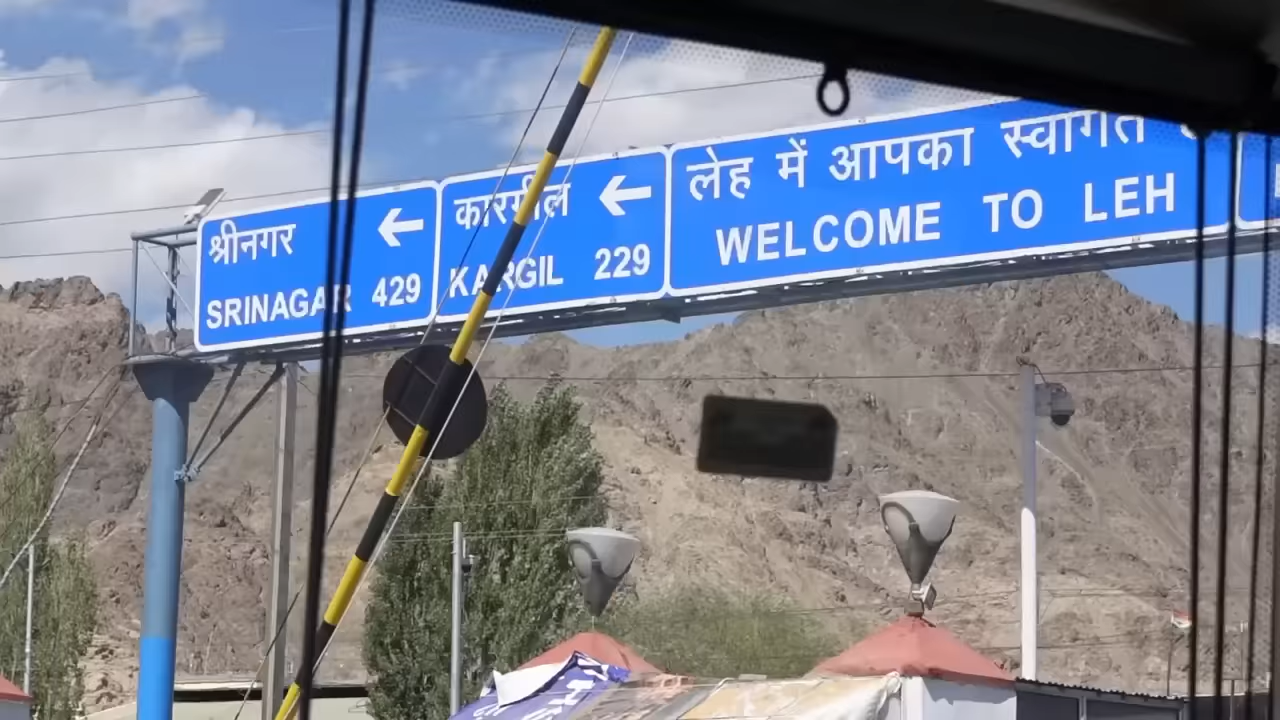 श्रीनगर ←
SRINAGAR 429
कारगील ←
KARGIL 229
लेह में आपका स्वागत
WELCOME TO LEH